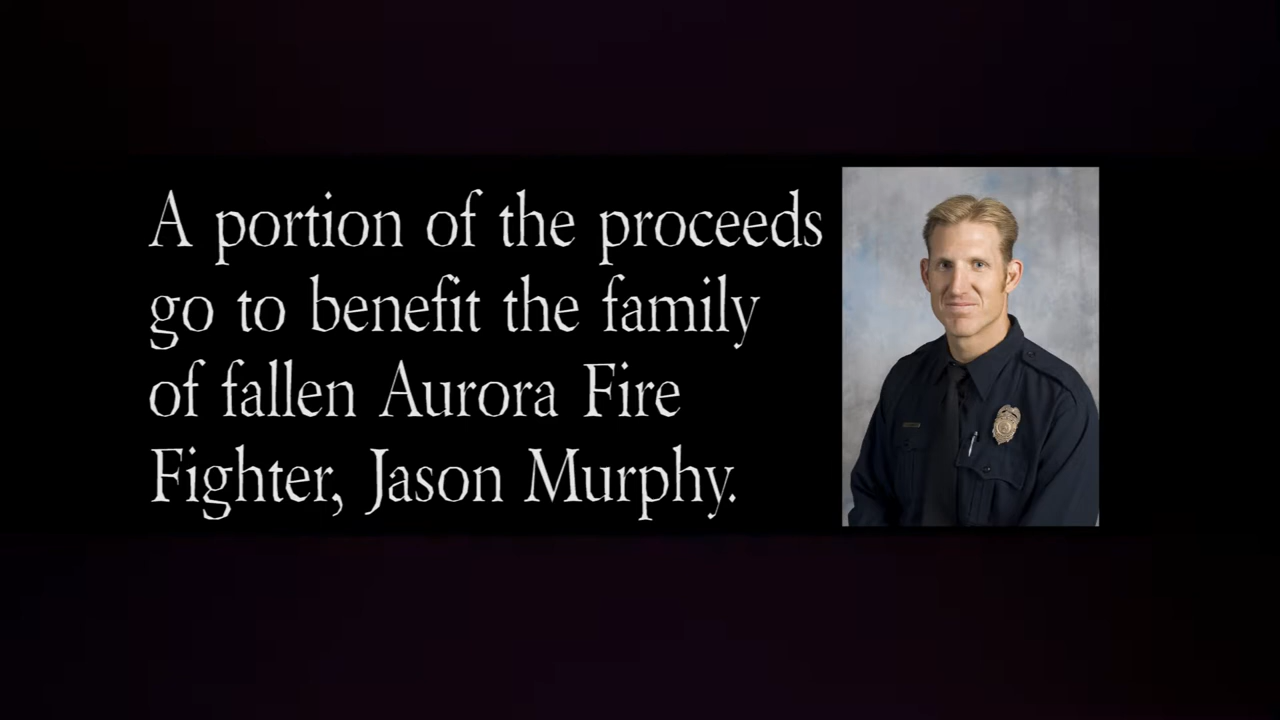 A portion of the proceeds
go to benefit the family
of fallen Aurora Fire
Fighter, Jason Murphy.